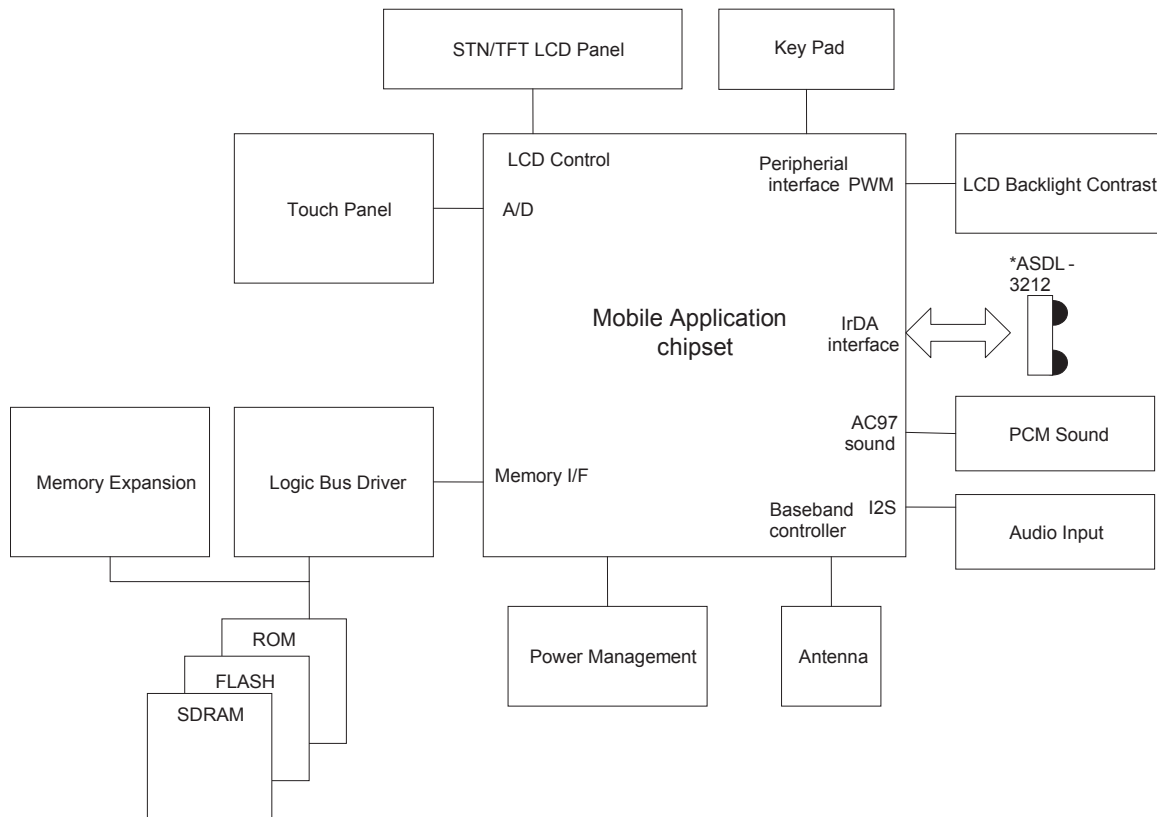 STN/TFT LCD Panel
Key Pad
LCD Control
Touch Panel
A/D
Peripherial
interface PWM
LCD Backlight Contrast
*ASDL -
3212
Mobile Application
chipset
IrDA
interface
AC97
sound
PCM Sound
Memory Expansion
Logic Bus Driver
Memory I/F
Baseband
controller
I2S
Audio Input
ROM
FLASH
SDRAM
Power Management
Antenna